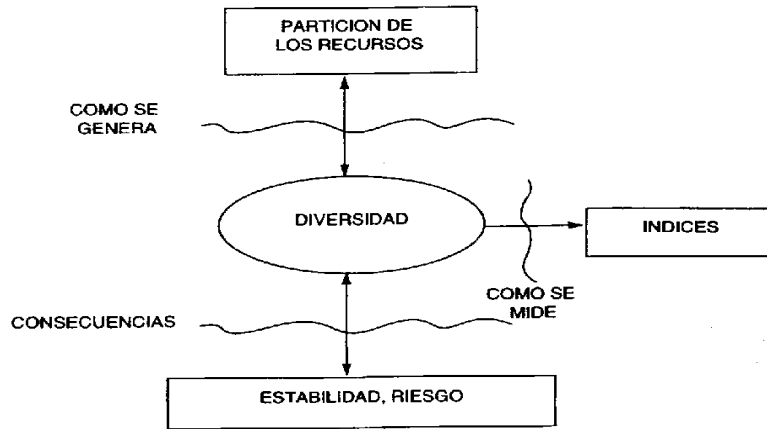 PARTICION DE
LOS RECURSOS
COMO SE
GENERA
DIVERSIDAD
INDICES
COMO SE
MIDE
CONSECUENCIAS
ESTABILIDAD, RIESGO